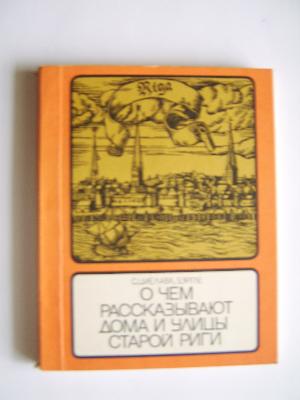 Riga
О ЧЕМ
РАССКАЗЫВАЮТ
ДОМА И УЛИЦЫ
СТАРОЙ РИГИ